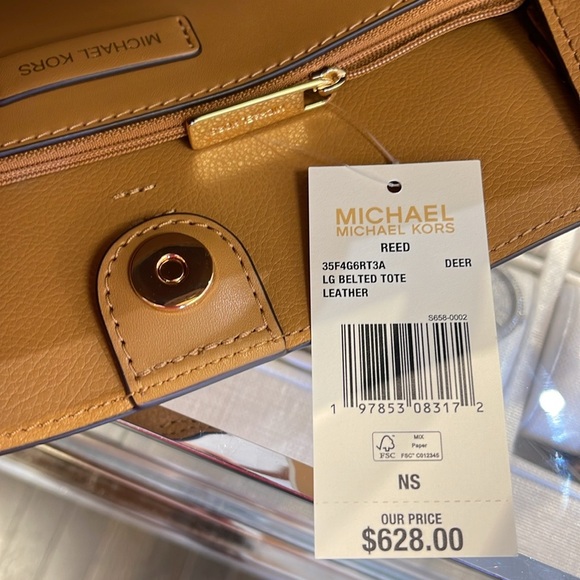 MICHAEL KORS
MICHAEL
MICHAEL KORS
REED
35F4G6RT3A DEER
LG BELTED TOTE
LEATHER
S658-0002
1 97853 08317 2
FSC
MIX
Paper
FSC® C012345
NS
OUR PRICE
$628.00